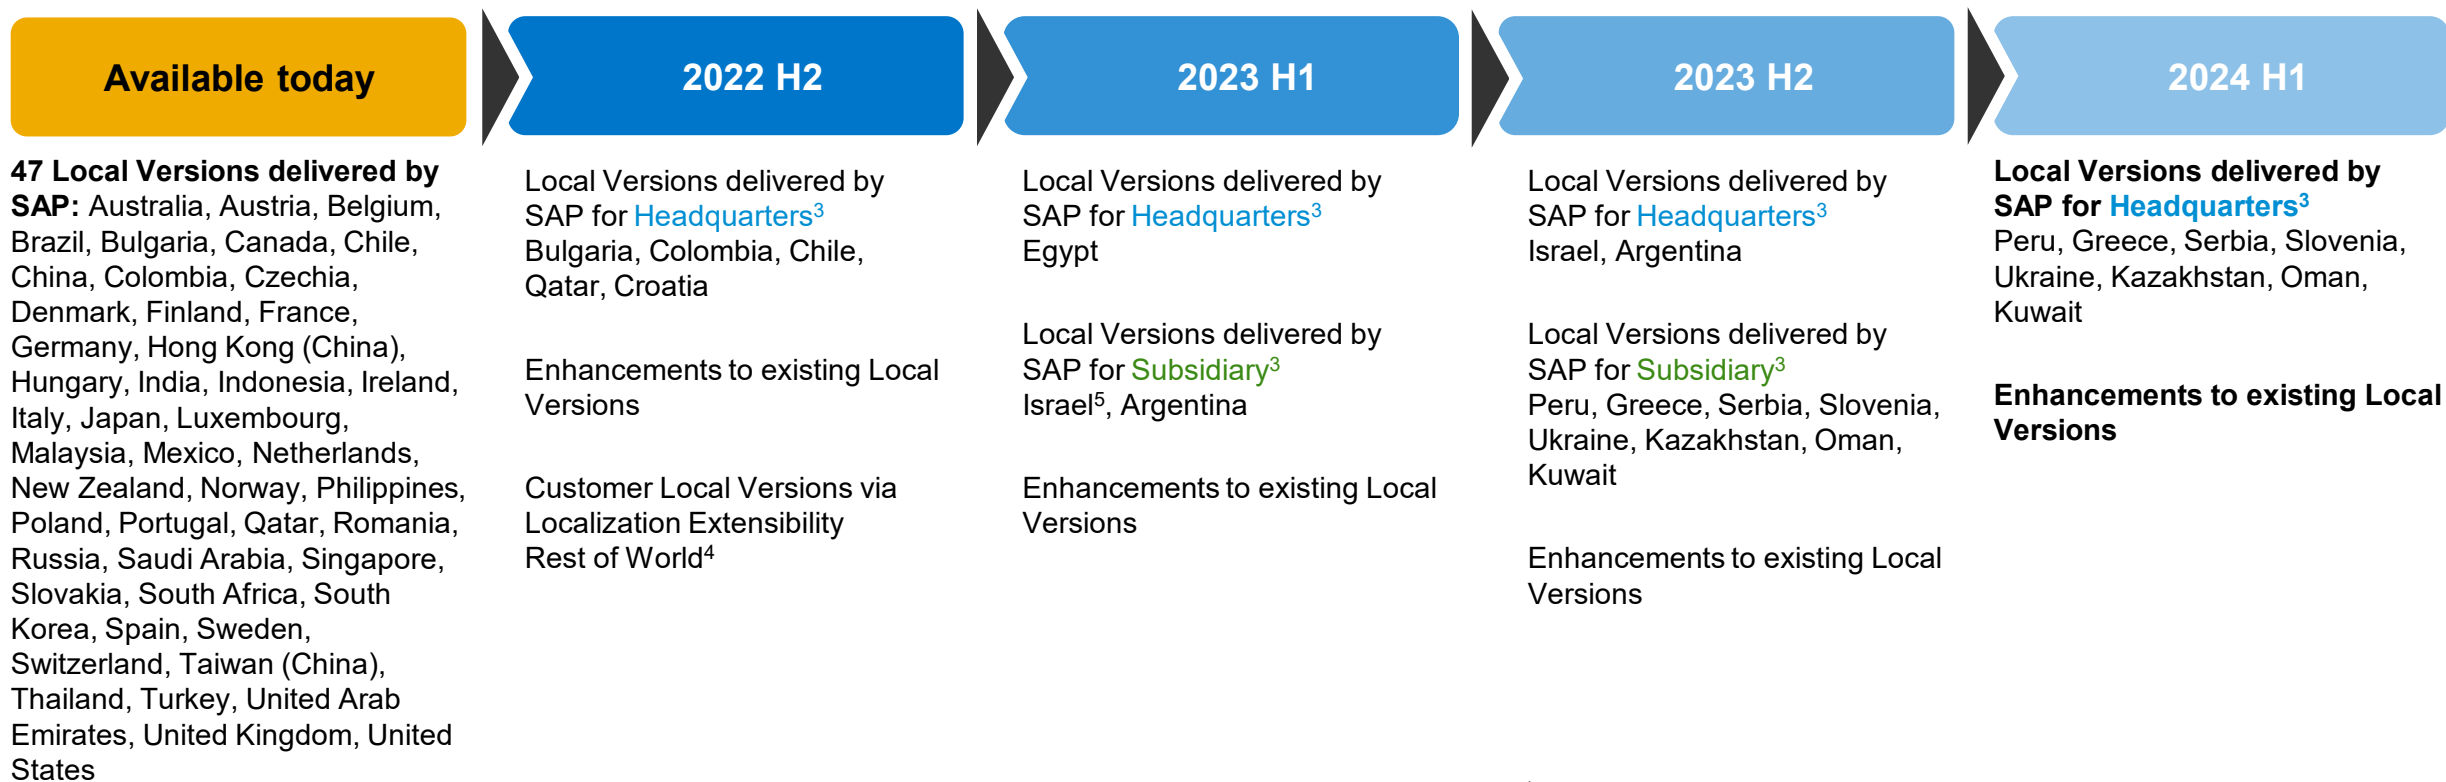 Available today
47 Local Versions delivered by
SAP: Australia, Austria, Belgium,
Brazil, Bulgaria, Canada, Chile,
China, Colombia, Czechia,
Denmark, Finland, France,
Germany, Hong Kong (China),
Hungary, India, Indonesia, Ireland,
Italy, Japan, Luxembourg,
Malaysia, Mexico, Netherlands,
New Zealand, Norway, Philippines,
Poland, Portugal, Qatar, Romania,
Russia, Saudi Arabia, Singapore,
Slovakia, South Africa, South
Korea, Spain, Sweden,
Switzerland, Taiwan (China),
Thailand, Turkey, United Arab
Emirates, United Kingdom, United
States
2022 H2
Local Versions delivered by
SAP for Headquarters³
Bulgaria, Colombia, Chile,
Qatar, Croatia
Enhancements to existing Local
Versions
Customer Local Versions via
Localization Extensibility
Rest of World⁴
2023 H1
Local Versions delivered by
SAP for Headquarters³
Egypt
Local Versions delivered by
SAP for Subsidiary³
Israel⁵, Argentina
Enhancements to existing Local
Versions
2023 H2
Local Versions delivered by
SAP for Headquarters³
Israel, Argentina
Local Versions delivered by
SAP for Subsidiary³
Peru, Greece, Serbia, Slovenia,
Ukraine, Kazakhstan, Oman,
Kuwait
Enhancements to existing Local
Versions
2024 H1
Local Versions delivered by
SAP for Headquarters³
Peru, Greece, Serbia, Slovenia,
Ukraine, Kazakhstan, Oman,
Kuwait
Enhancements to existing Local
Versions